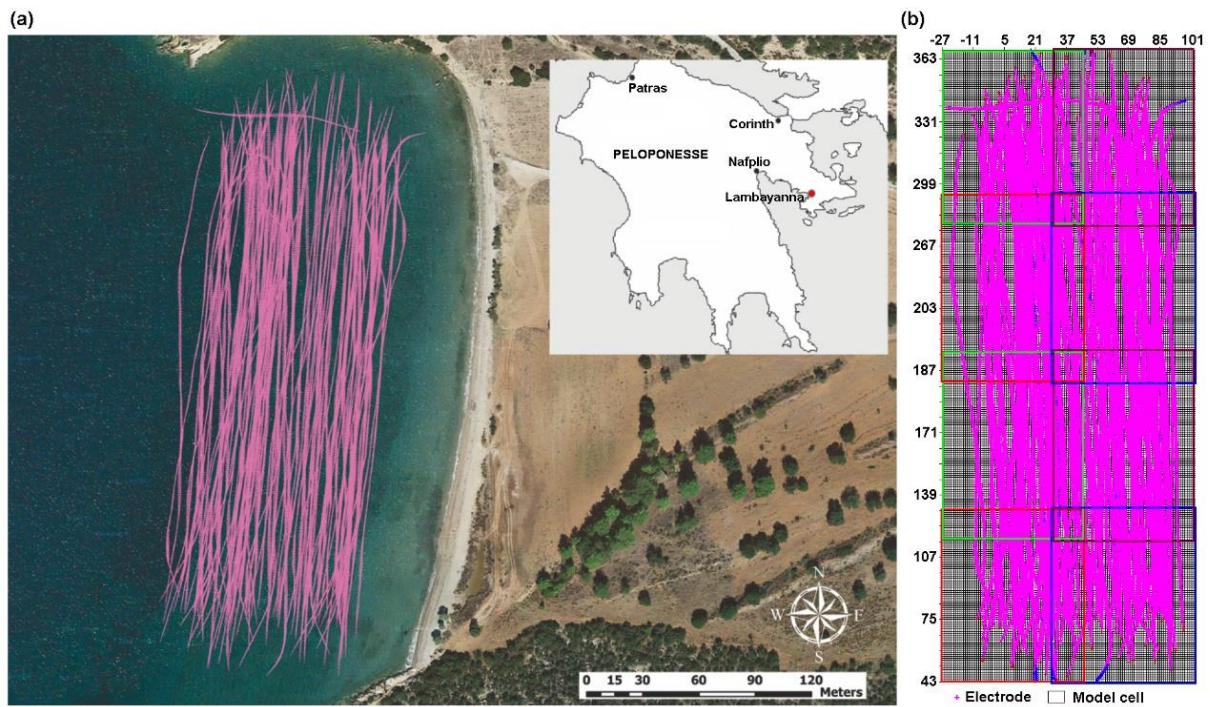 (a)
Patras
Corinth
PELOPONESSE
Nafplio
Lambayanna
N
W E
S
0 15 30 60 90 120
Meters
(b)
-27 -11 5 21 37 53 69 85 101
363
331
299
267
203
187
171
139
107
75
43
+ Electrode Model cell